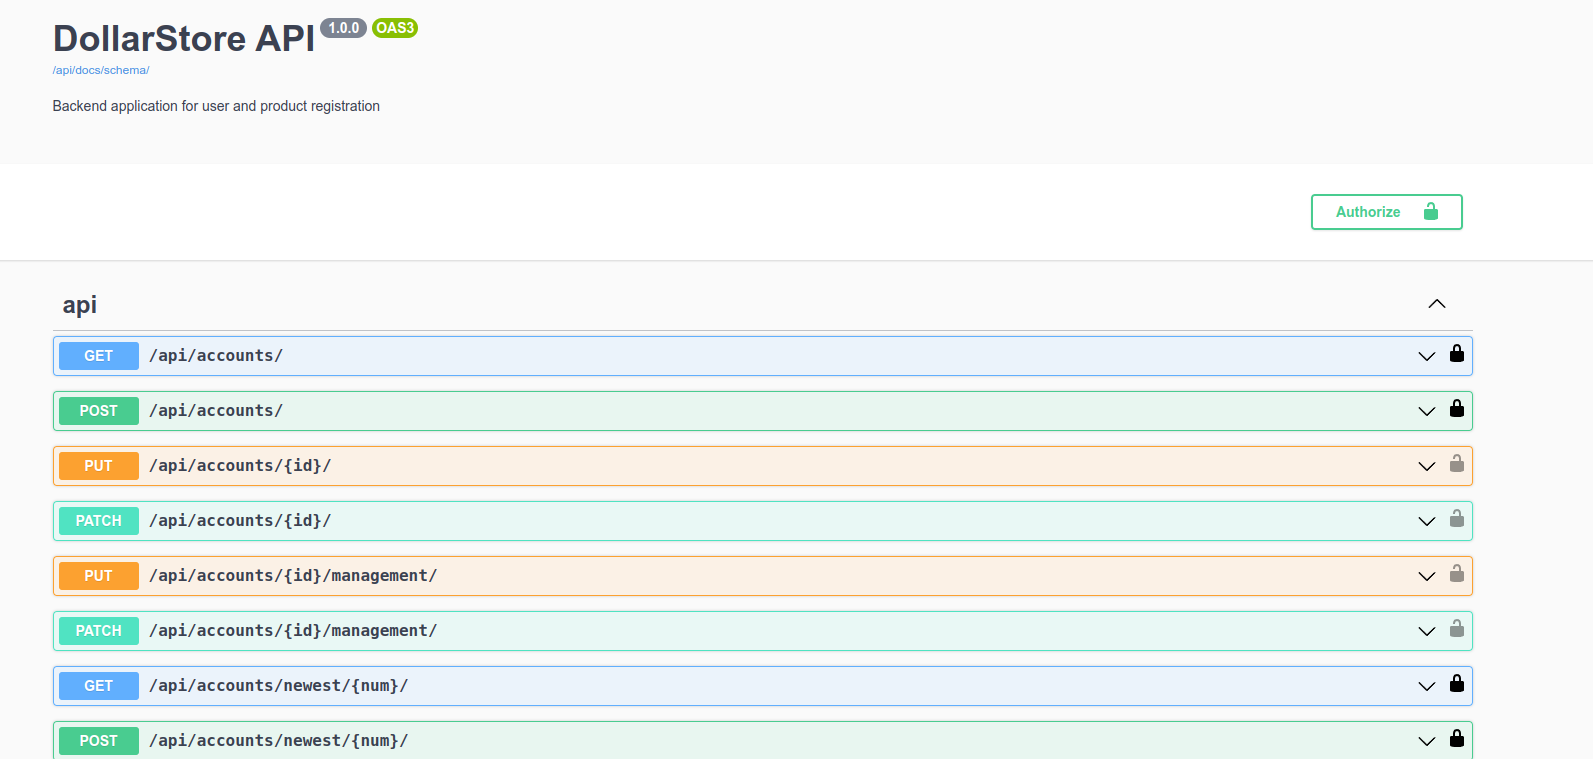 DollarStore API 1.0.0 OAS3
/api/docs/schema/
Backend application for user and product registration
Authorize
api
GET /api/accounts/
POST /api/accounts/
PUT /api/accounts/{id}/
PATCH /api/accounts/{id}/
PUT /api/accounts/{id}/management/
PATCH /api/accounts/{id}/management/
GET /api/accounts/newest/{num}/
POST /api/accounts/newest/{num}/